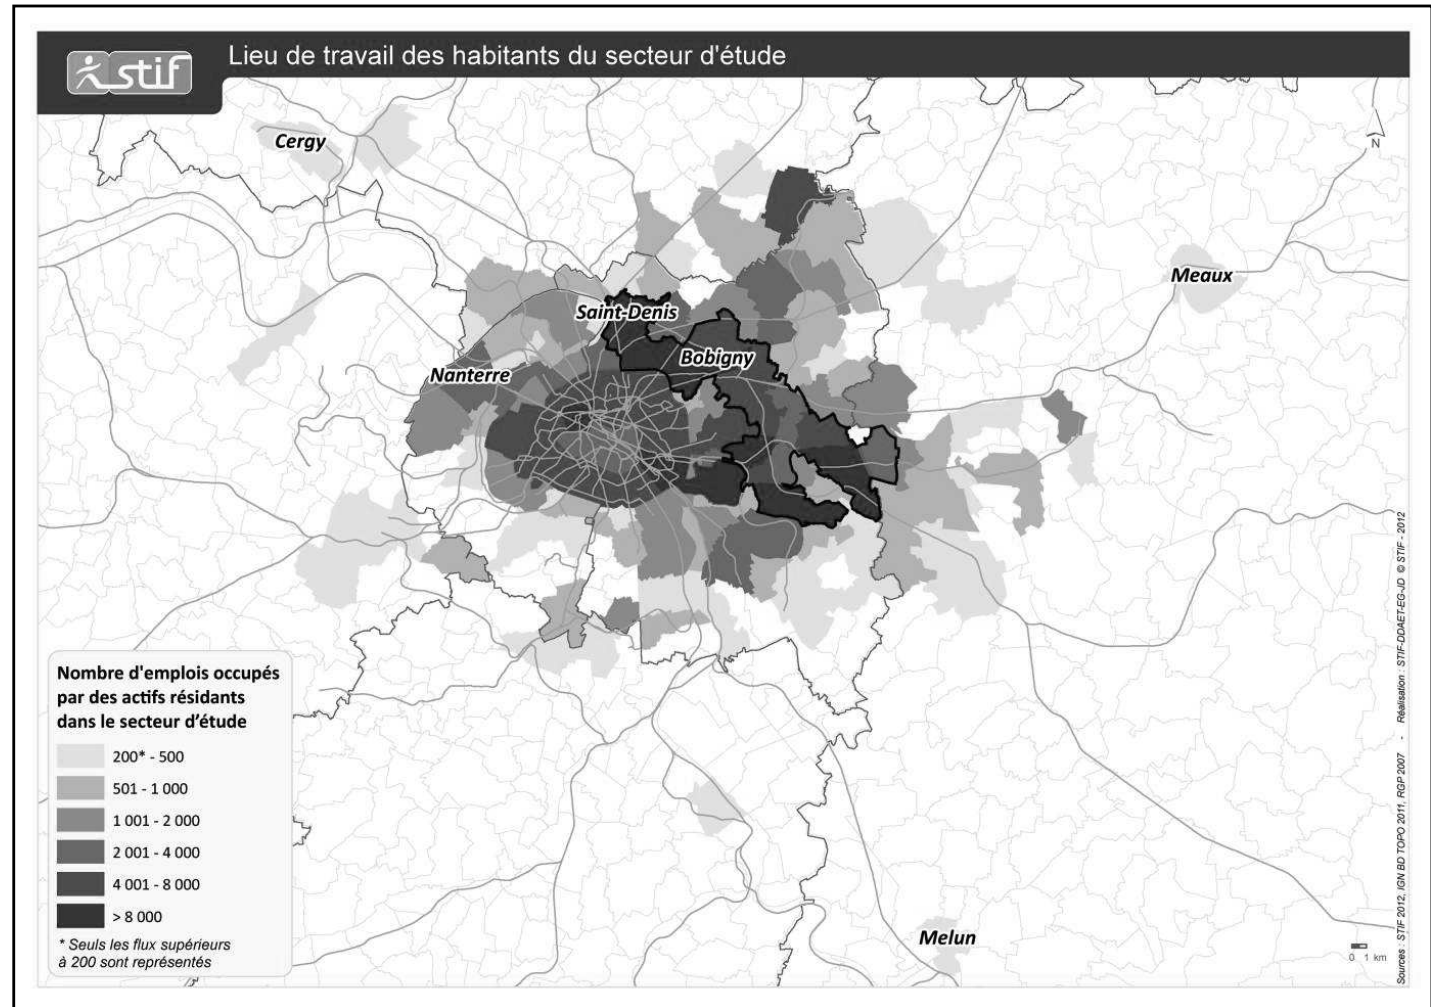 stif
Lieu de travail des habitants du secteur d'étude
Cergy
N
Meaux
Saint-Denis
Bobigny
Nanterre
Nombre d'emplois occupés
par des actifs résidants
dans le secteur d'étude
200* - 500
501 - 1 000
1 001 - 2 000
2 001 - 4 000
4 001 - 8 000
> 8 000
* Seuls les flux supérieurs
à 200 sont représentés
Melun
0 1 km
Sources : STIF 2012, IGN BD TOPO 2011, RGP 2007 - Réalisation : STIF-DDAET-EG-JD © STIF - 2012